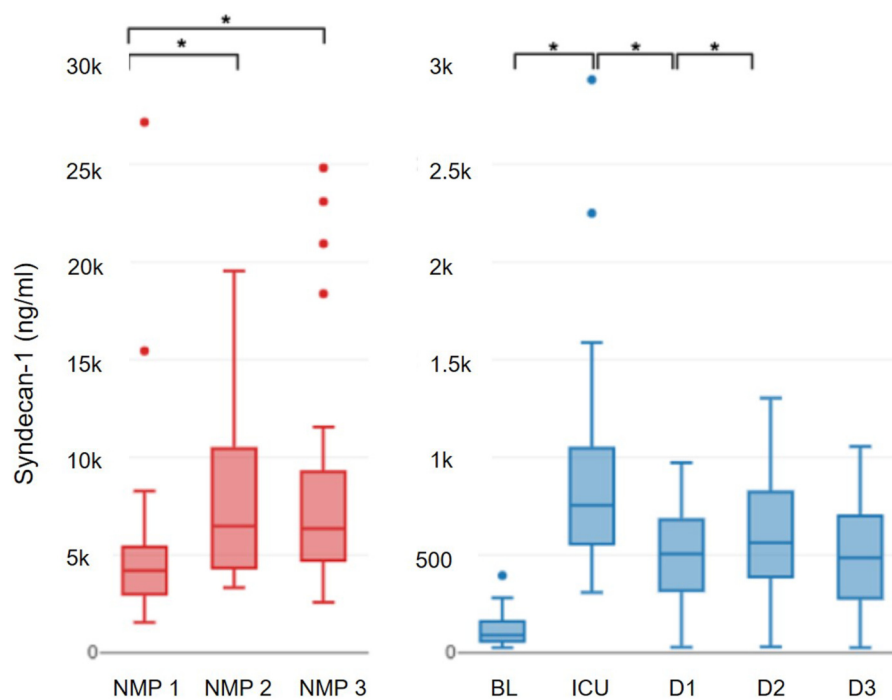 * *
30k
25k
20k
15k
10k
5k
0
Syndecan-1 (ng/ml)
NMP 1 NMP 2 NMP 3
* * *
3k
2.5k
2k
1.5k
1k
500
0
BL ICU D1 D2 D3